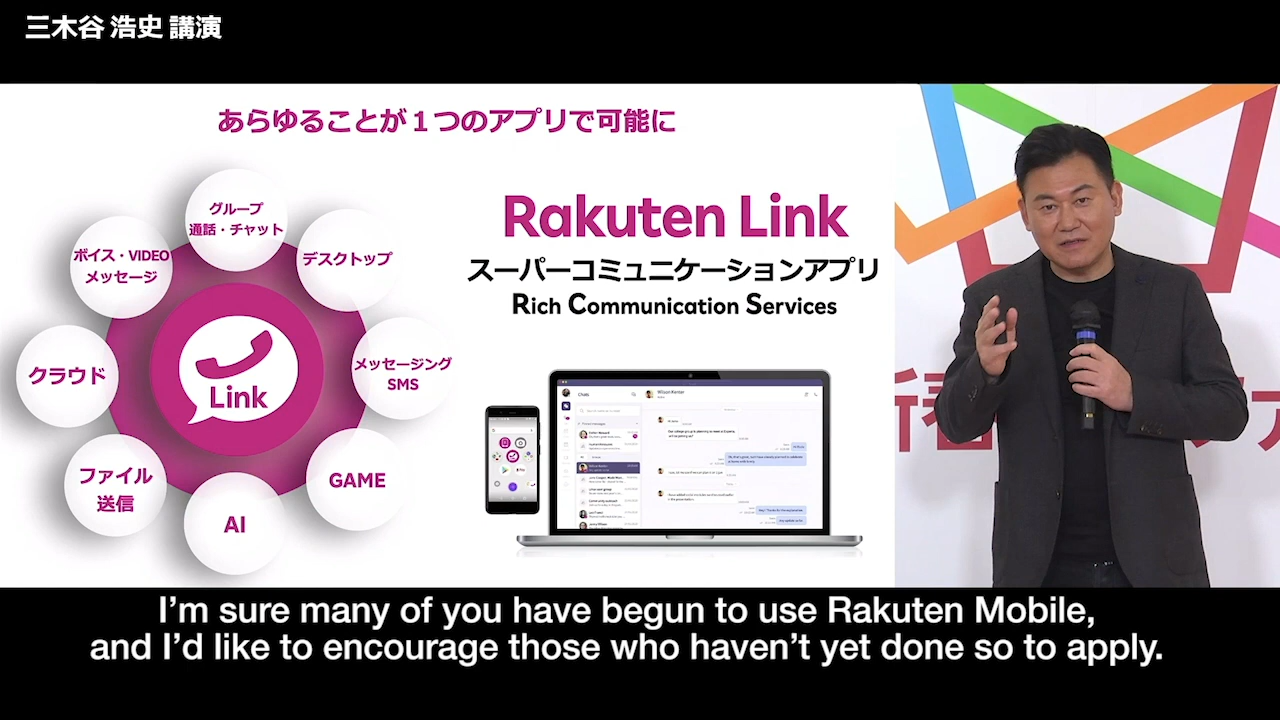 三木谷 浩史 講演
あらゆることが1つのアプリで可能に
グループ
通話・チャット
ボイス・VIDEO
メッセージ
デスクトップ
クラウド
メッセージング
SMS
Link
ファイル
送信
AI
GAME
Rakuten Link
スーパーコミュニケーションアプリ
Rich Communication Services
Chats
新春
I'm sure many of you have begun to use Rakuten Mobile,
and I'd like to encourage those who haven't yet done so to apply.